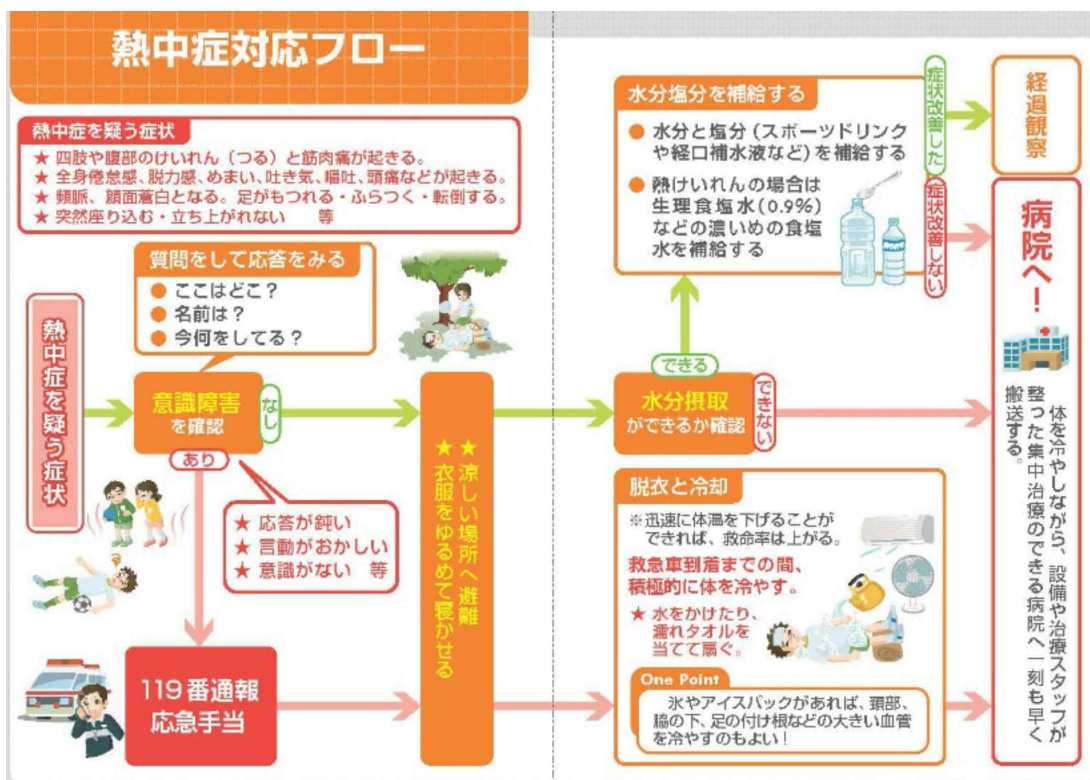 熱中症対応フロー
熱中症を疑う症状
★ 四肢や腹部のけいれん（つる）と筋肉痛が起きる。
★ 全身倦怠感、脱力感、めまい、吐き気、嘔吐、頭痛などが起きる。
★ 頻脈、顔面蒼白となる。足がもつれる・ふらつく・転倒する。
★ 突然座り込む・立ち上がれない　等
質問をして応答をみる
● ここはどこ？
● 名前は？
● 今何をしてる？
熱中症を疑う症状
意識障害
を確認
なし
あり
★ 応答が鈍い
★ 言動がおかしい
★ 意識がない　等
119番通報
応急手当
★ 涼しい場所へ避難
★ 衣服をゆるめて寝かせる
水分塩分を補給する
● 水分と塩分（スポーツドリンク
や経口補水液など）を補給する
● 熱けいれんの場合は
生理食塩水（0.9％）
などの濃いめの食塩
水を補給する
症状改善した
症状改善しない
できる
水分摂取
ができるか確認
できない
脱衣と冷却
※迅速に体温を下げることが
できれば、救命率は上がる。
救急車到着までの間、
積極的に体を冷やす。
★ 水をかけたり、
濡れタオルを
当てて扇ぐ。
One Point
氷やアイスパックがあれば、頸部、
脇の下、足の付け根などの大きい血管
を冷やすのもよい！
経過観察
病院へ！
体を冷やしながら、設備や治療スタッフが
整った集中治療のできる病院へ一刻も早く
搬送する。